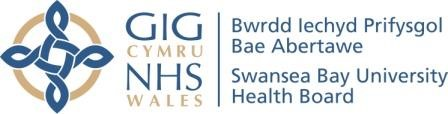 GIG
CYMRU
NHS
WALES
Bwrdd Iechyd Prifysgol
Bae Abertawe
Swansea Bay University
Health Board